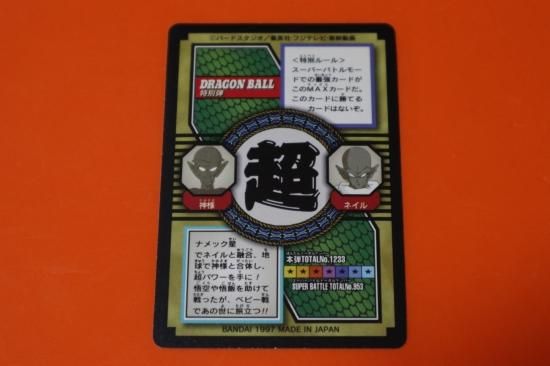 ©バードスタジオ/集英社・フジテレビ・東映動画
DRAGON BALL
特別弾
<特別ルール>
スーパーバトルモー
ドでの最強カードが
このMAXカードだ。
このカードに勝てる
カードはないぞ。
超
神様
ネイル
ナメック星
でネイルと融合、地
球で神様と合体し、
超パワーを手に!
悟空や悟飯を助けて
戦ったが、ベビー戦
であの世に旅立つ!!
本弾TOTALNo.1233
SUPER BATTLE TOTALNo.953
BANDAI 1997 MADE IN JAPAN